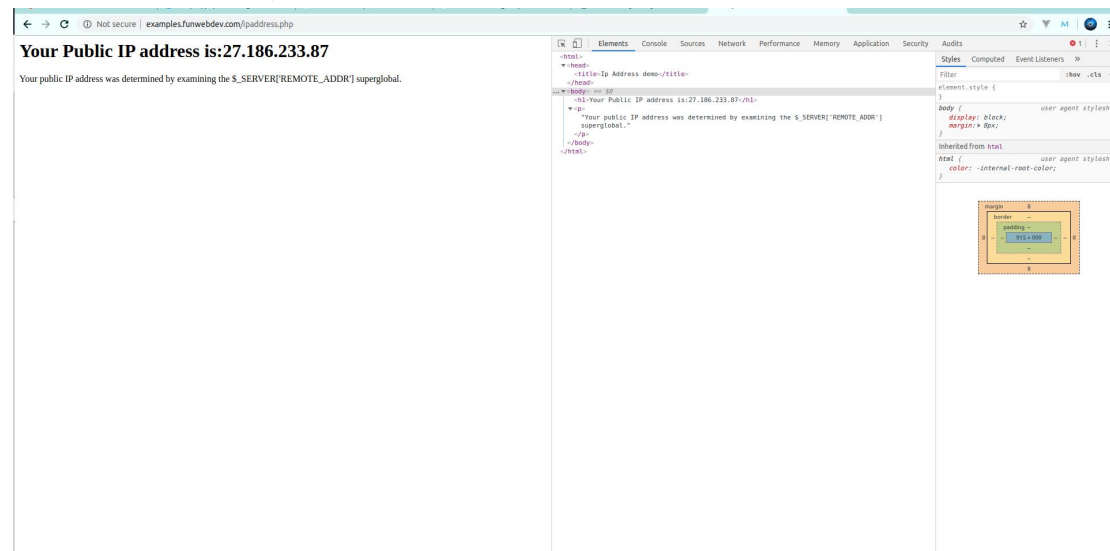 Not secure | examples.funwebdev.com/ipaddress.php
Your Public IP address is:27.186.233.87
Your public IP address was determined by examining the $_SERVER['REMOTE_ADDR'] superglobal.
Elements Console Sources Network Performance Memory Application Security Audits 1
<html>
<head>
<title>Ip Address demo</title>
</head>
... <body> == $0
<h1>Your Public IP address is:27.186.233.87</h1>
<p>
"Your public IP address was determined by examining the $_SERVER['REMOTE_ADDR']
superglobal."
</p>
</body>
</html>
Styles Computed Event Listeners »
Filter :hov .cls
element.style {
}
body { user agent stylesh
display: block;
margin: 8px;
}
Inherited from html
html { user agent stylesh
color: -internal-root-color;
}
margin 8
border –
padding –
8 – – – – 8
–
–
8